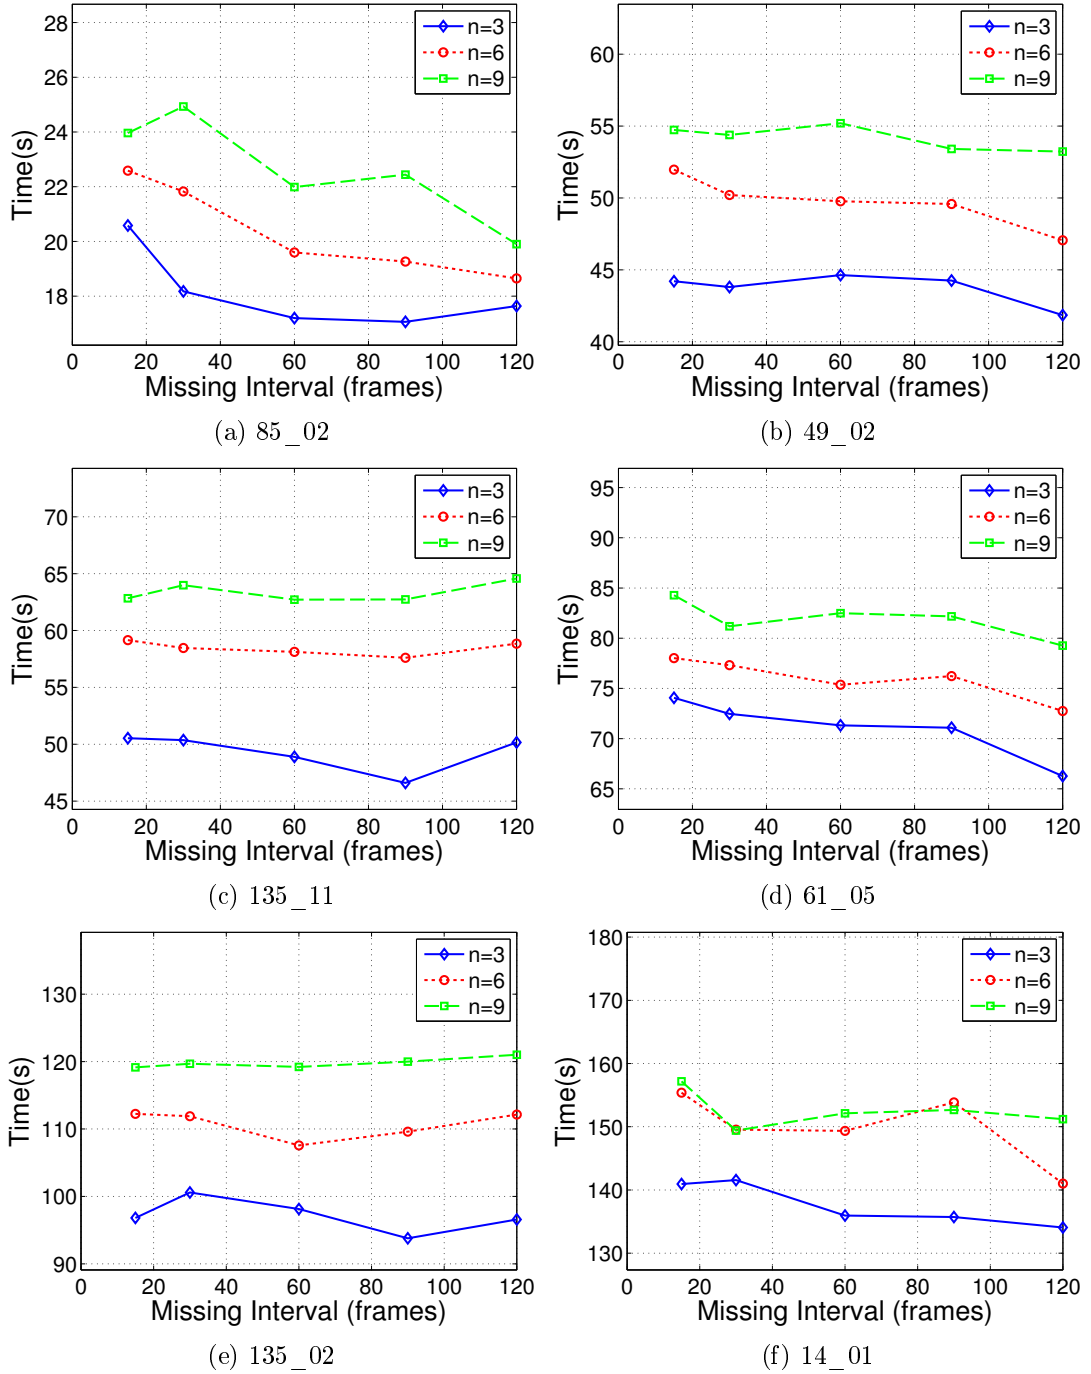 28
26
24
22
20
18
Time(s)
0 20 40 60 80 100 120
Missing Interval (frames)
n=3
n=6
n=9
(a) 85_02
60
55
50
45
40
Time(s)
0 20 40 60 80 100 120
Missing Interval (frames)
n=3
n=6
n=9
(b) 49_02
70
65
60
55
50
45
Time(s)
0 20 40 60 80 100 120
Missing Interval (frames)
n=3
n=6
n=9
(c) 135_11
95
90
85
80
75
70
65
Time(s)
0 20 40 60 80 100 120
Missing Interval (frames)
n=3
n=6
n=9
(d) 61_05
130
120
110
100
90
Time(s)
0 20 40 60 80 100 120
Missing Interval (frames)
n=3
n=6
n=9
(e) 135_02
180
170
160
150
140
130
Time(s)
0 20 40 60 80 100 120
Missing Interval (frames)
n=3
n=6
n=9
(f) 14_01